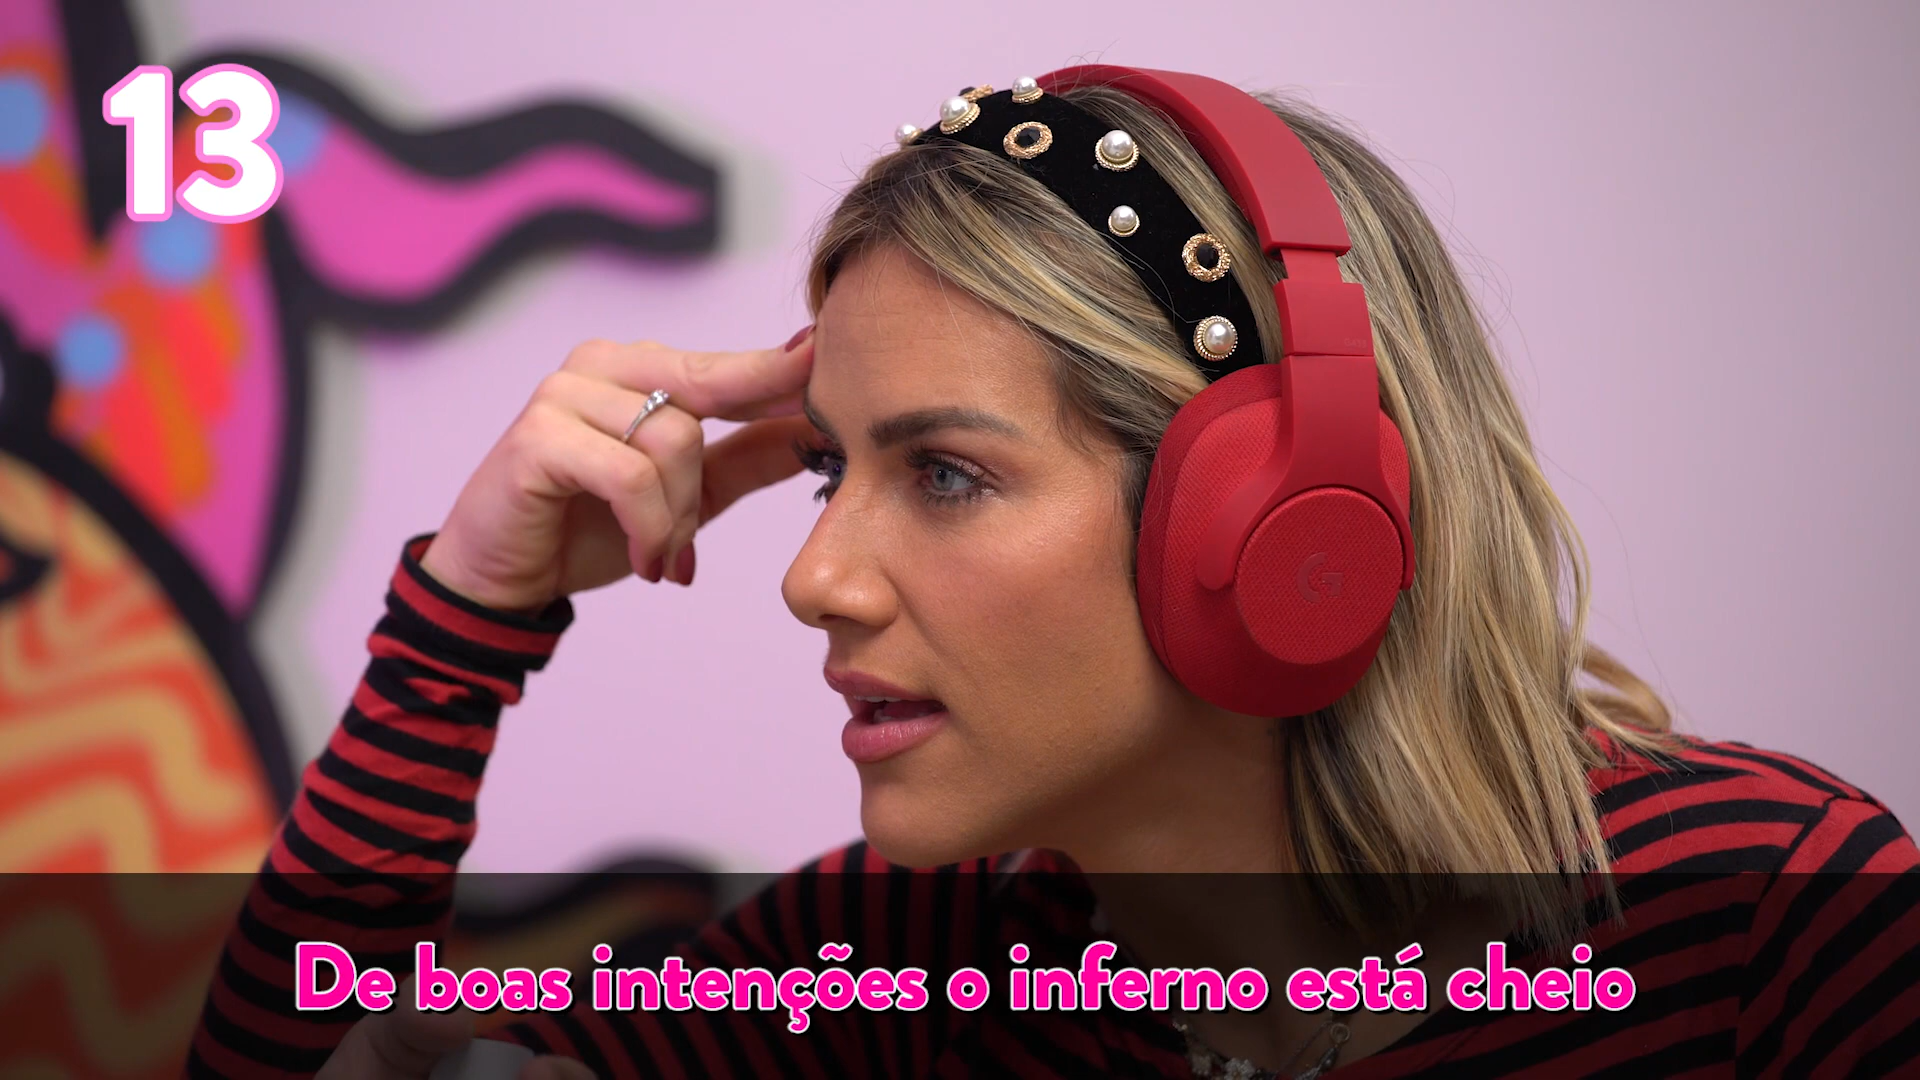 13
De boas intenções o inferno está cheio